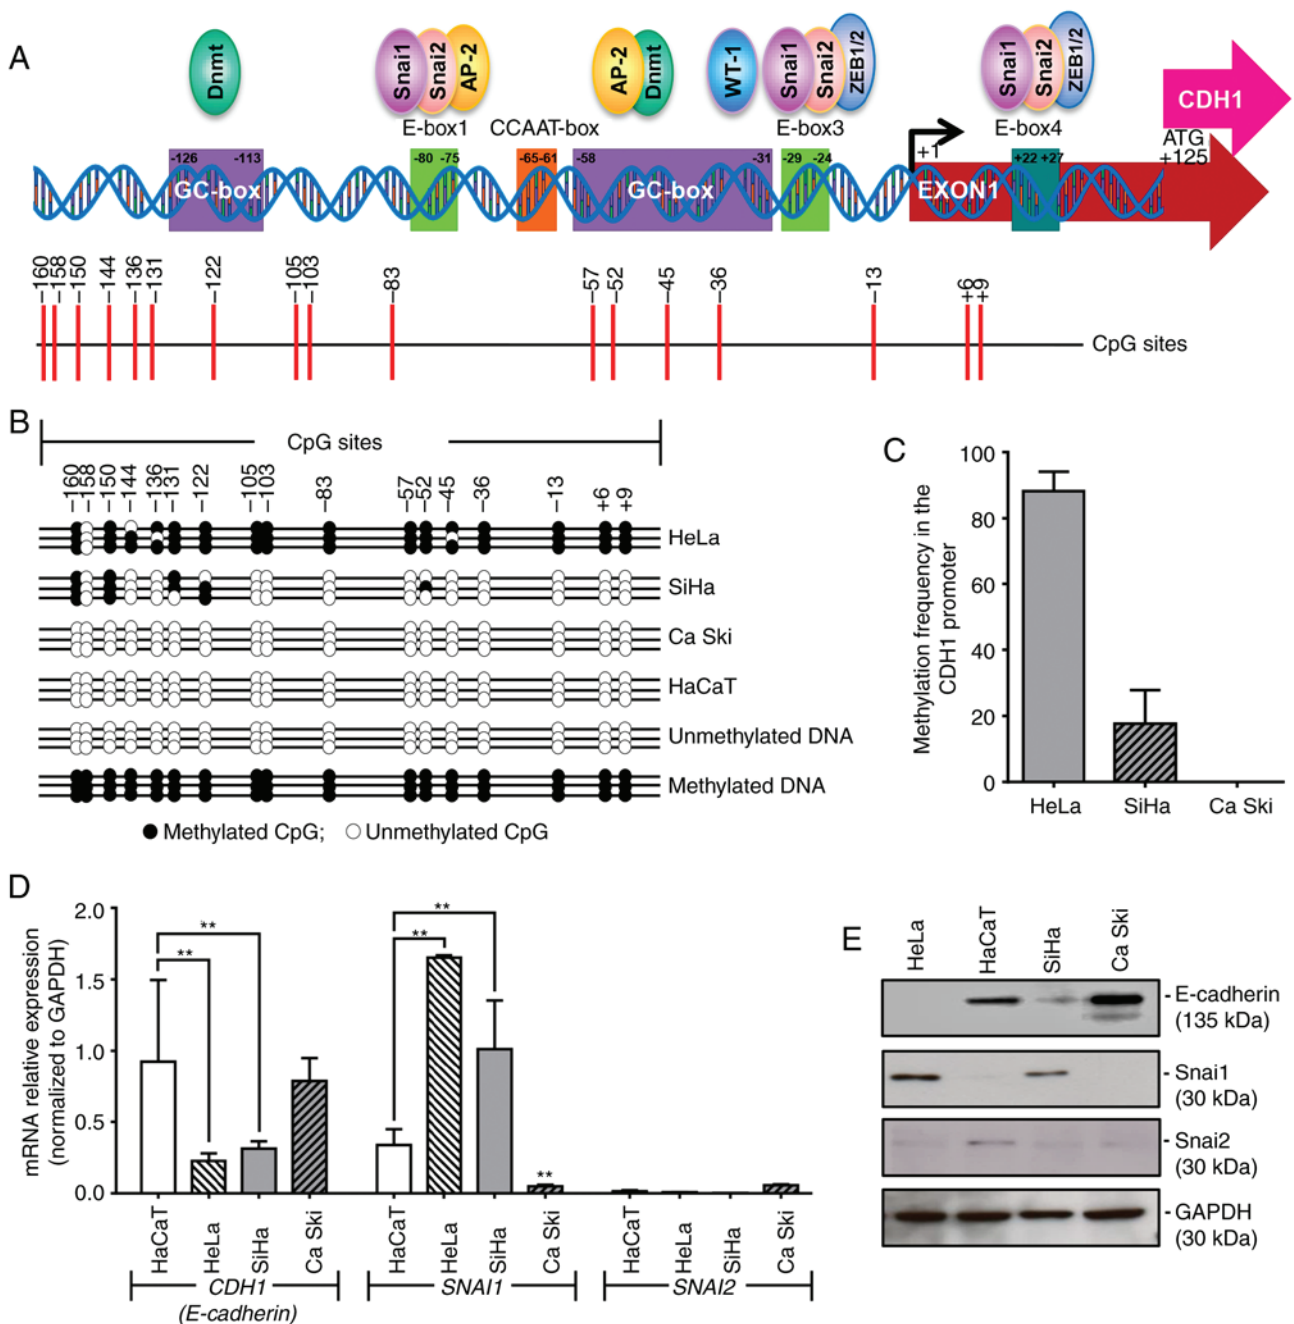 A
Dnmt
Snai1 Snai2 AP-2
AP-2 Dnmt
WT-1
Snai1 Snai2 ZEB1/2
Snai1 Snai2 ZEB1/2
CDH1
E-box1 CCAAT-box E-box3 E-box4
ATG
+125
-126 -113 -80 -75 -65 -61 -58 -31 -29 -24 +1 +22 +27
GC-box GC-box EXON1
–160 –158 –150 –144 –136 –131 –122 –105 –103 –83 –57 –52 –45 –36 –13 +6 +9
CpG sites
B
CpG sites
–160 –158 –150 –144 –136 –131 –122 –105 –103 –83 –57 –52 –45 –36 –13 +6 +9
HeLa
SiHa
Ca Ski
HaCaT
Unmethylated DNA
Methylated DNA
Methylated CpG; Unmethylated CpG
C
Methylation frequency in the
CDH1 promoter
100
80
60
40
20
0
HeLa SiHa Ca Ski
D
mRNA relative expression
(normalized to GAPDH)
2.0
1.5
1.0
0.5
0.0
** ** ** ** **
HaCaT HeLa SiHa Ca Ski HaCaT HeLa SiHa Ca Ski HaCaT HeLa SiHa Ca Ski
CDH1 SNAI1 SNAI2
(E-cadherin)
E
HeLa HaCaT SiHa Ca Ski
- E-cadherin
(135 kDa)
- Snai1
(30 kDa)
- Snai2
(30 kDa)
- GAPDH
(30 kDa)